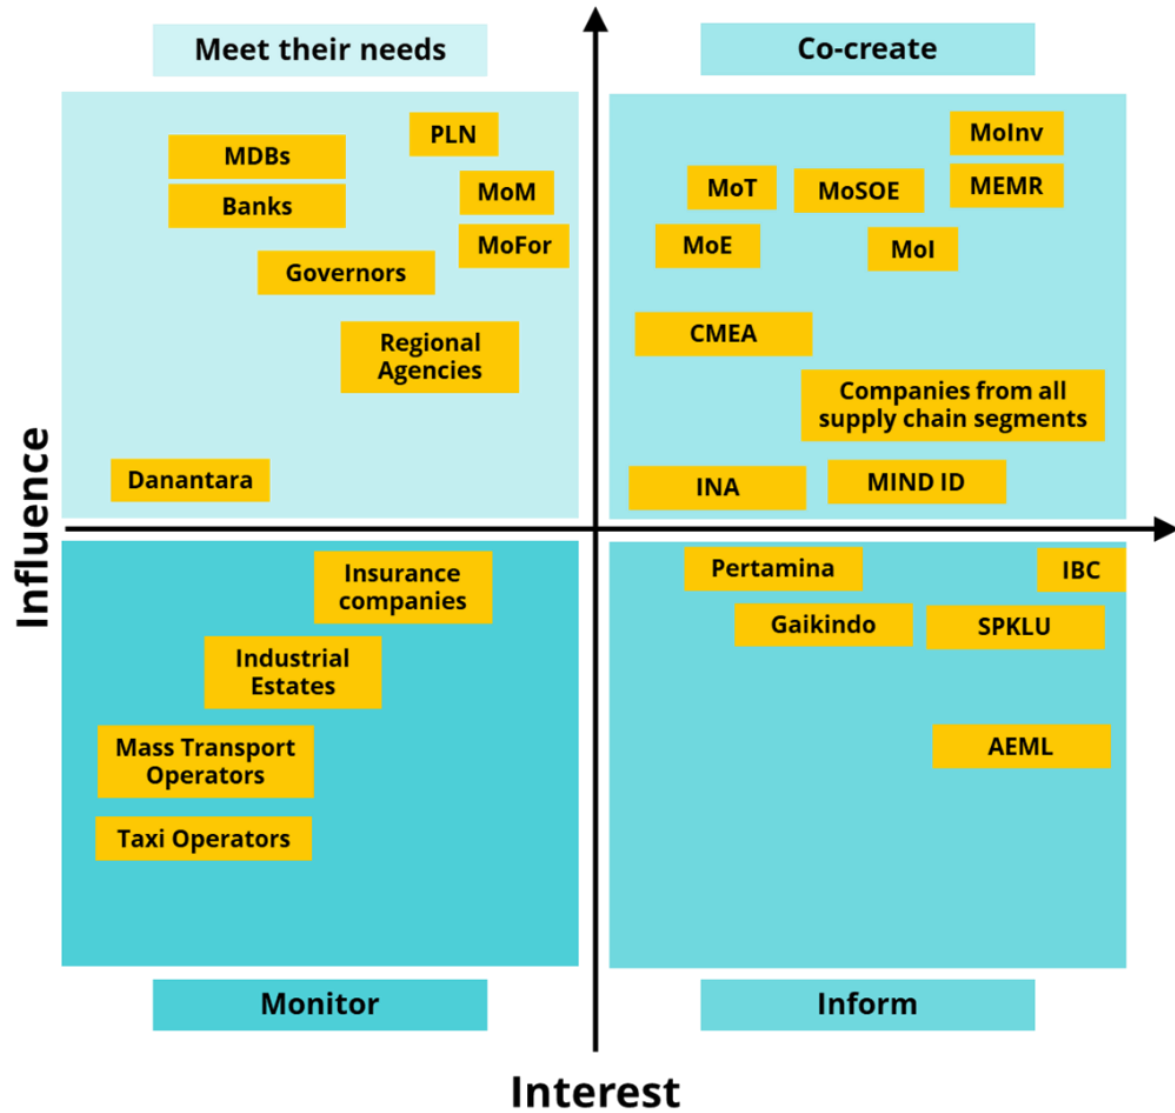 Meet their needs
Co-create
PLN
MDBs
MoM
Banks
MoFor
Governors
Regional
Agencies
Danantara
MoInv
MoT
MoSOE
MEMR
MoE
MoI
CMEA
Companies from all
supply chain segments
INA
MIND ID
Influence
Insurance
companies
Industrial
Estates
Mass Transport
Operators
Taxi Operators
Pertamina
IBC
Gaikindo
SPKLU
AEML
Monitor
Inform
Interest